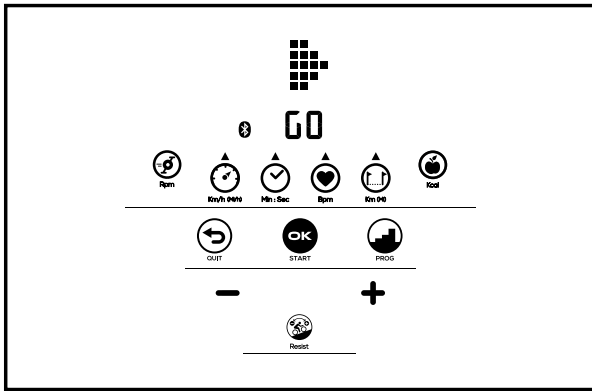 GO
Rpm Km/h (Mi/h) Min : Sec Bpm Km (Mi) Kcal
OK
QUIT START PROG
Resist